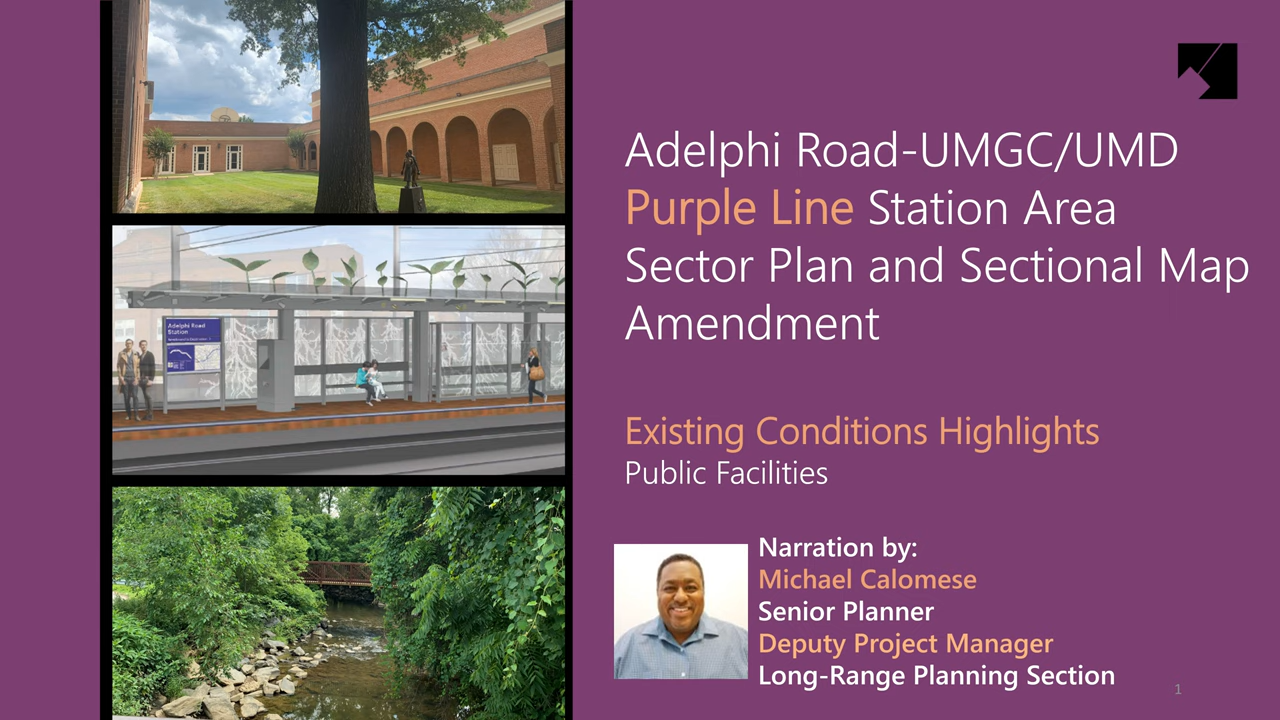 Adelphi Road-UMGC/UMD
Purple Line Station Area
Sector Plan and Sectional Map
Amendment
Existing Conditions Highlights
Public Facilities
Narration by:
Michael Calomese
Senior Planner
Deputy Project Manager
Long-Range Planning Section
1
Adelphi Road
Station